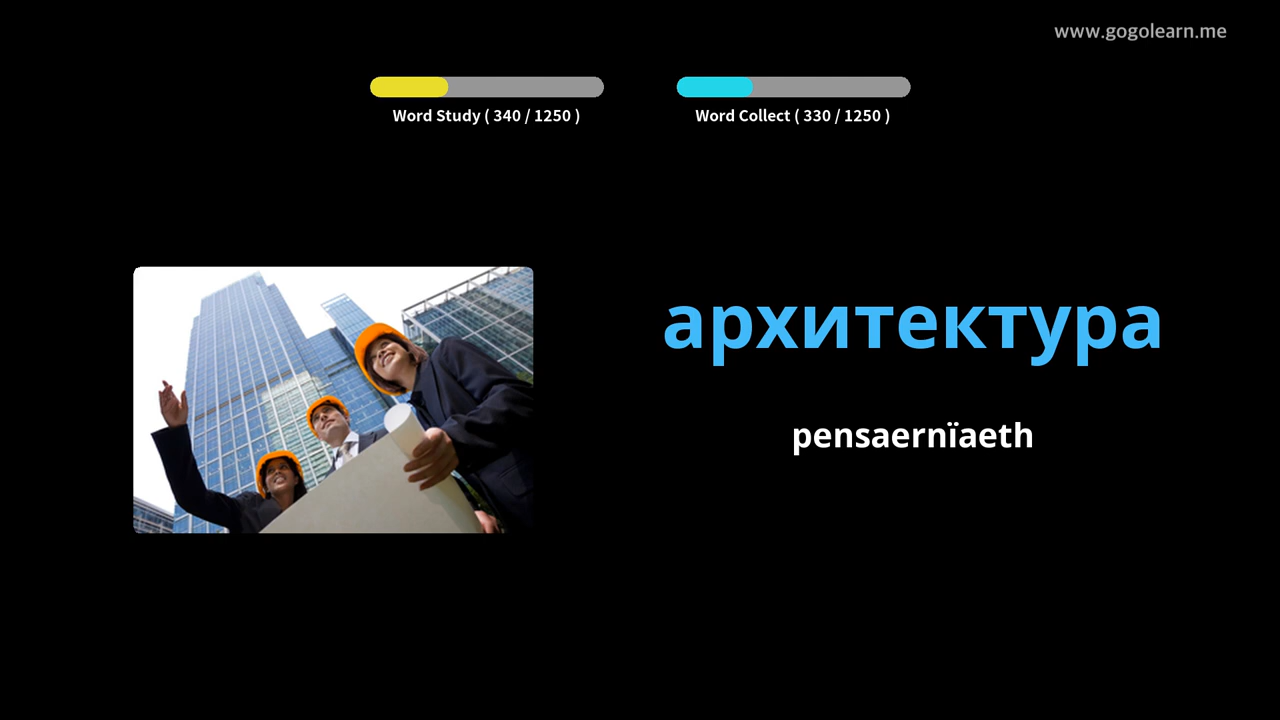 www.gogolearn.me
Word Study ( 340 / 1250 )
Word Collect ( 330 / 1250 )
архитектура
pensaernïaeth